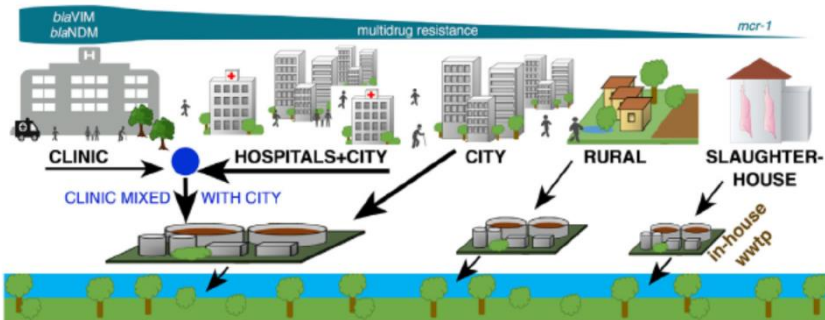 blaVIM
blaNDM
multidrug resistance
mcr-1
H
CLINIC
HOSPITALS+CITY
CITY
RURAL
SLAUGHTER-
HOUSE
CLINIC MIXED WITH CITY
in-house
wwtp